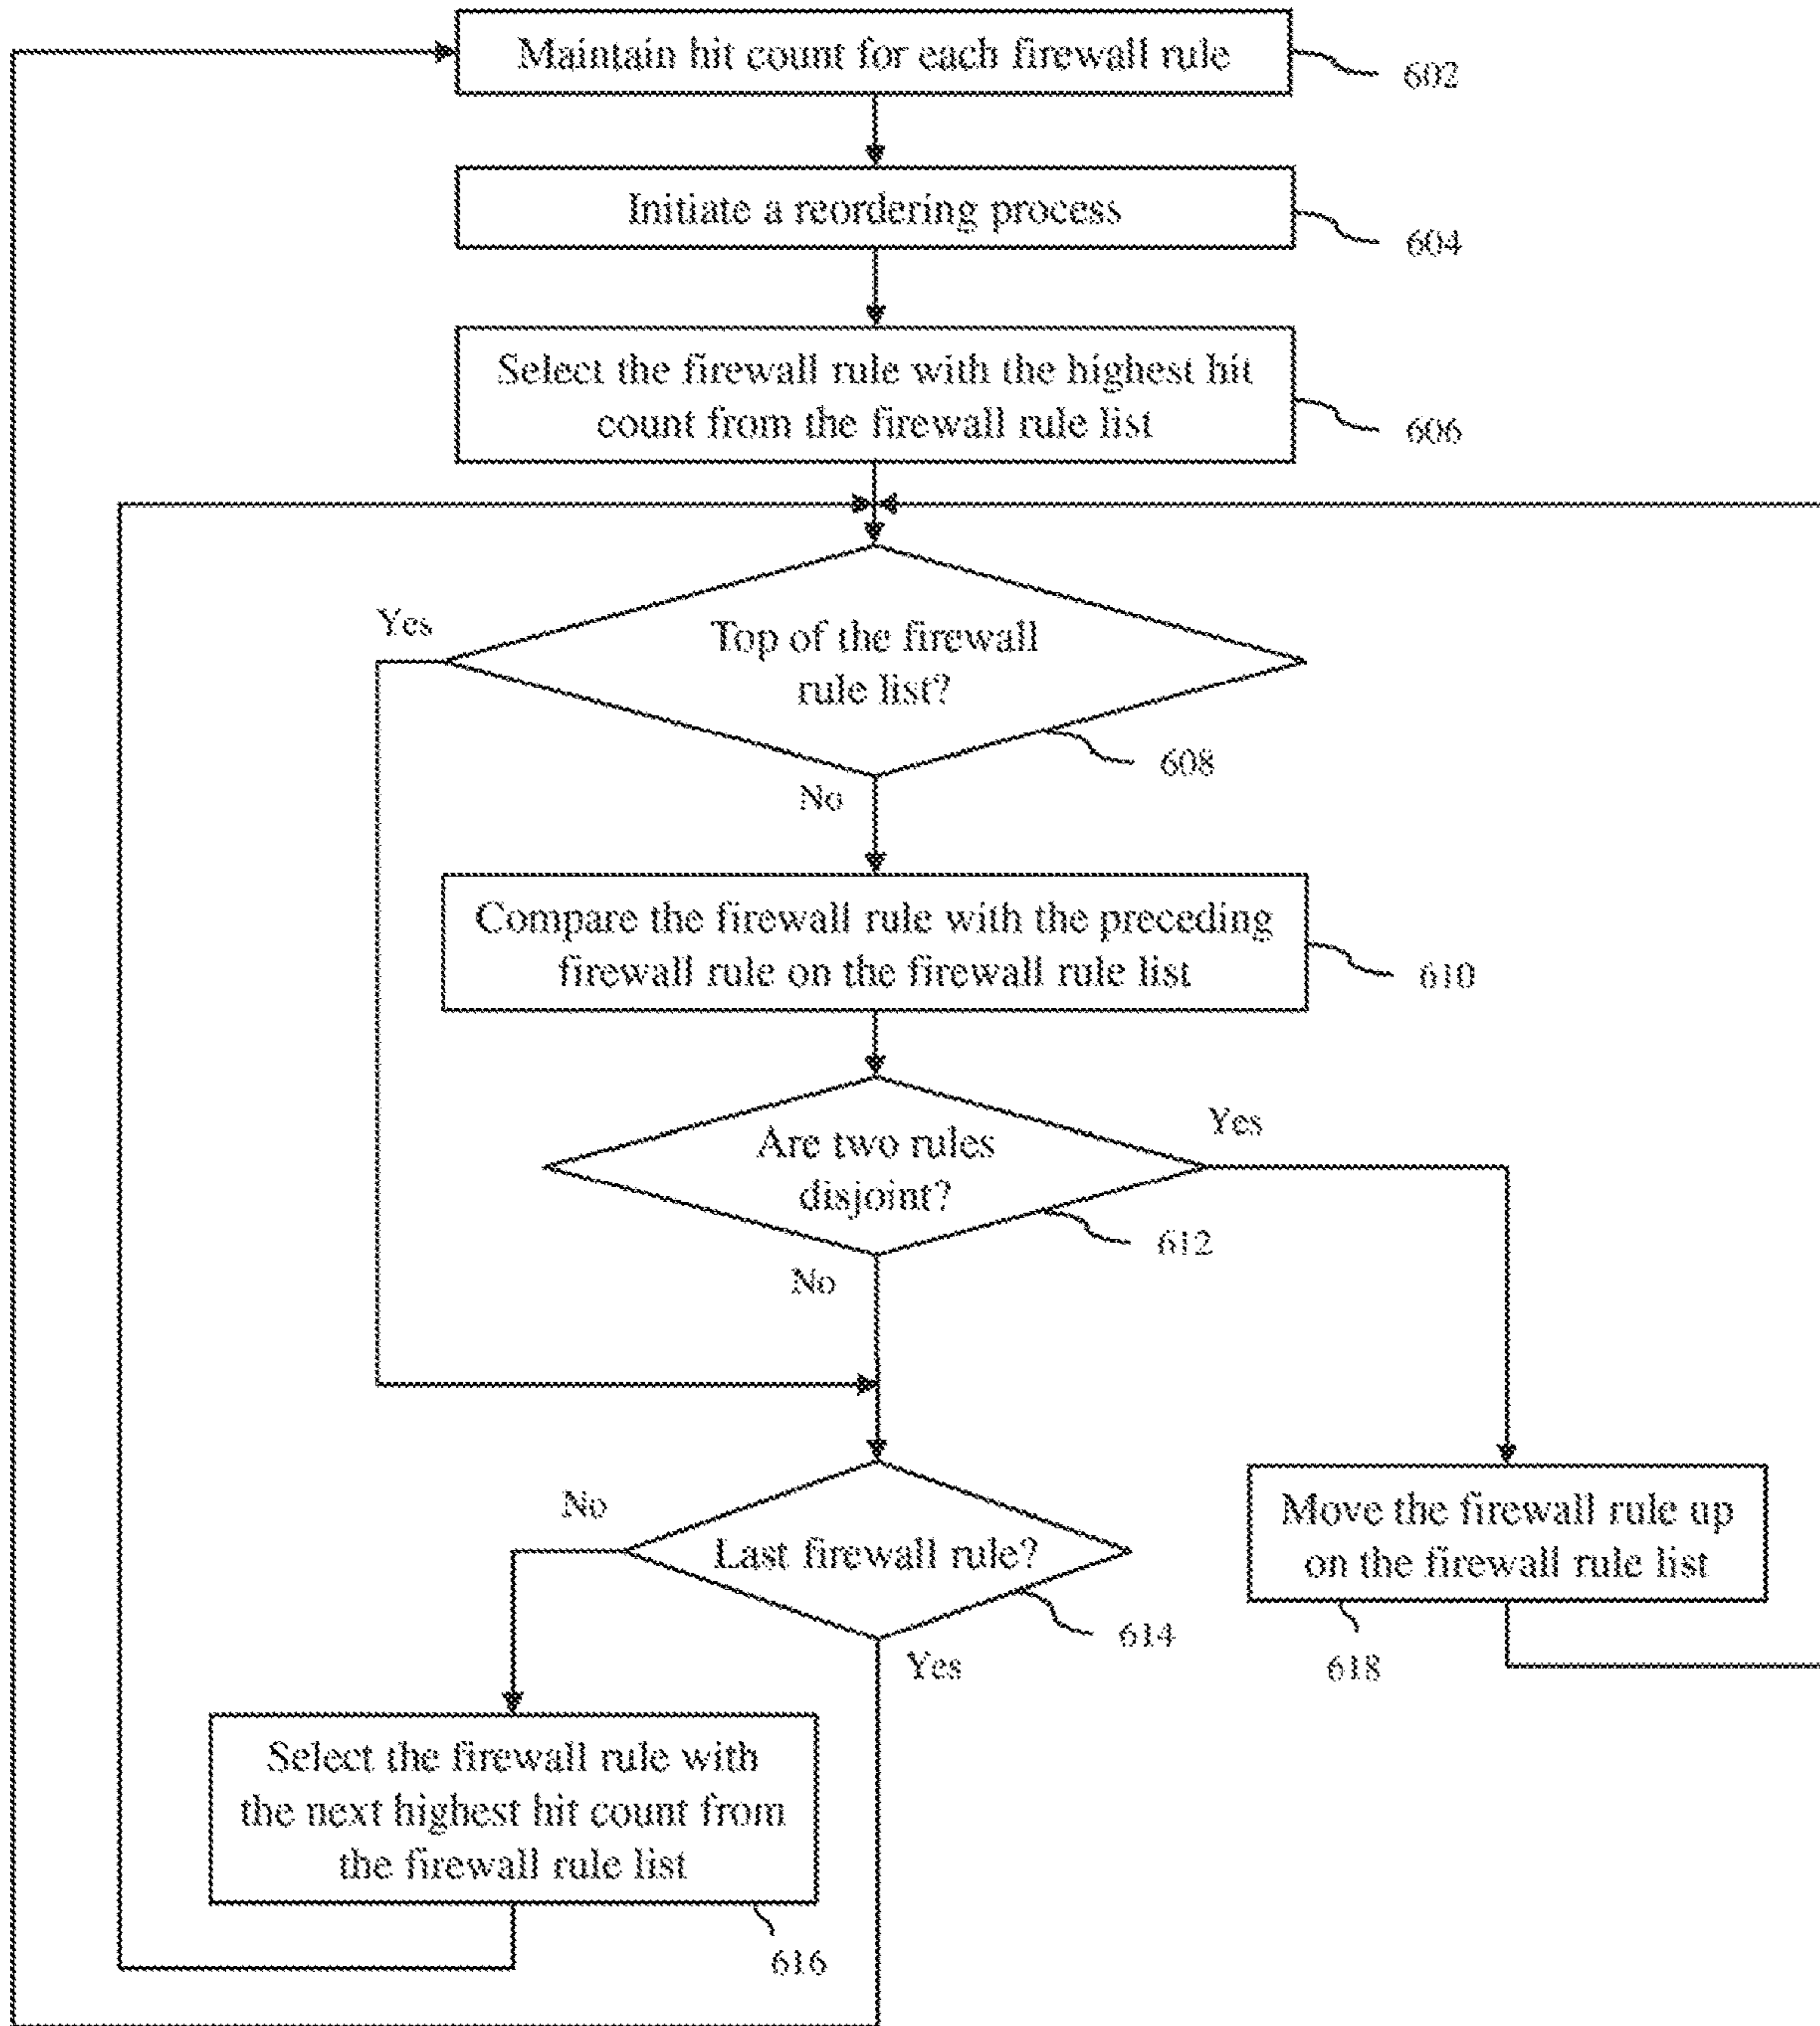 Maintain hit count for each firewall rule
602
Initiate a reordering process
604
Select the firewall rule with the highest hit
count from the firewall rule list
606
Yes
Top of the firewall
rule list?
608
No
Compare the firewall rule with the preceding
firewall rule on the firewall rule list
610
Are two rules
disjoint?
Yes
612
No
No
Last firewall rule?
614
Yes
Move the firewall rule up
on the firewall rule list
618
Select the firewall rule with
the next highest hit count from
the firewall rule list
616